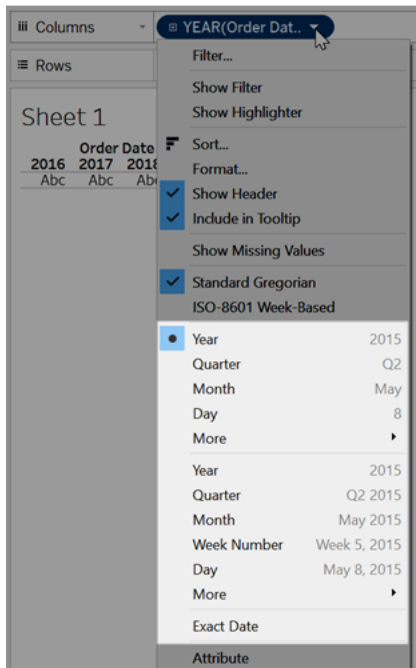 Columns
YEAR(Order Dat..
Rows
Filter...
Show Filter
Show Highlighter
Sheet 1
Sort...
Order Date
Format...
2016 2017 2018
Abc Abc Abc
Show Header
Include in Tooltip
Show Missing Values
Standard Gregorian
ISO-8601 Week-Based
Year 2015
Quarter Q2
Month May
Day 8
More
Year 2015
Quarter Q2 2015
Month May 2015
Week Number Week 5, 2015
Day May 8, 2015
More
Exact Date
Attribute